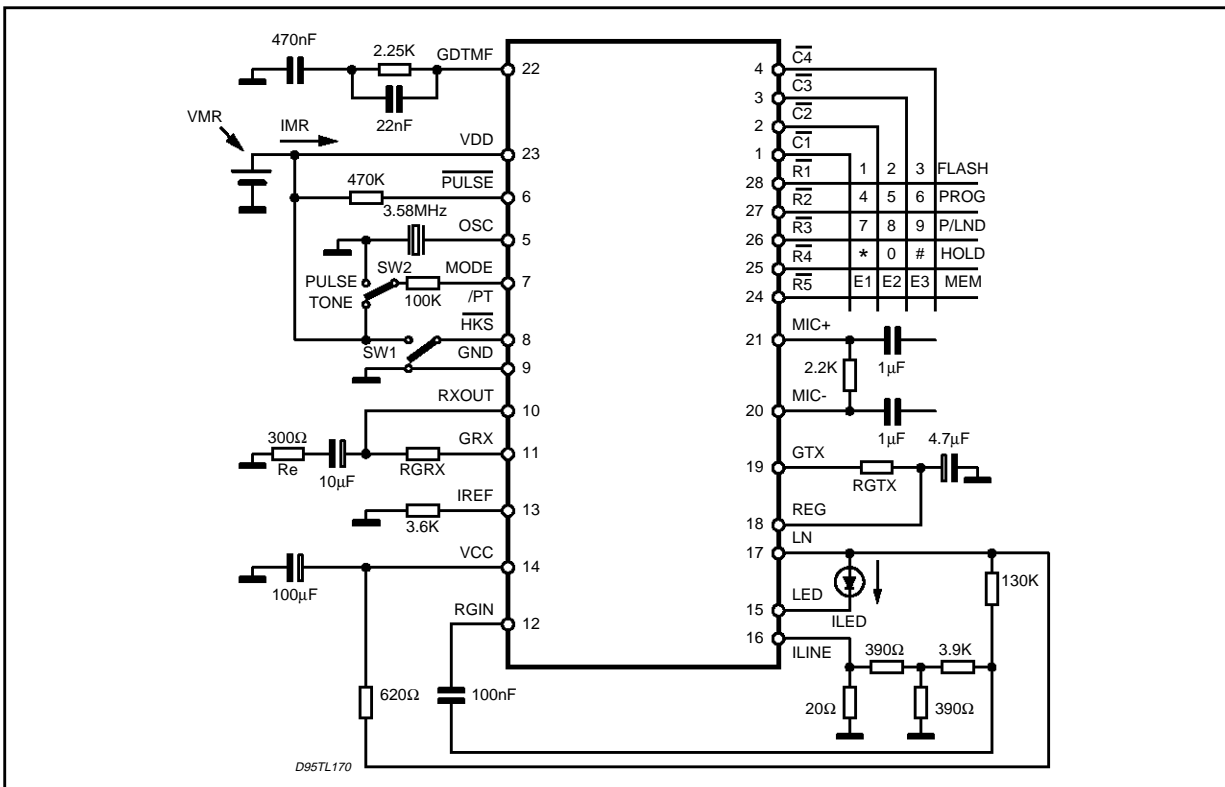 470nF
2.25K
GDTMF
22
22nF
VMR
IMR
VDD
23
470K
PULSE
6
3.58MHz
OSC
5
SW2
MODE
PULSE
7
TONE
100K
/PT
HKS
8
SW1
GND
9
RXOUT
10
300Ω
GRX
11
Re
10µF
RGRX
IREF
13
3.6K
VCC
14
100µF
RGIN
12
620Ω
100nF
D95TL170
4 C4
3 C3
2 C2
1 C1
28 R1 1 2 3 FLASH
27 R2 4 5 6 PROG
26 R3 7 8 9 P/LND
25 R4 * 0 # HOLD
24 R5 E1 E2 E3 MEM
21 MIC+
2.2K
1µF
20 MIC-
1µF
4.7µF
19 GTX
RGTX
18 REG
17 LN
130K
15 LED
ILED
16 ILINE
390Ω
3.9K
20Ω
390Ω